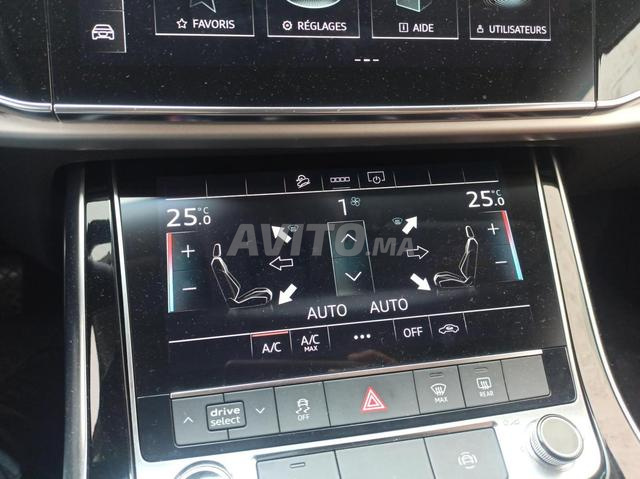 FAVORIS RÉGLAGES AIDE UTILISATEURS
25.0 °C 1 25.0 °C
+ +
AVITO.MA
- -
AUTO AUTO
A/C A/C MAX ... OFF
drive select OFF MAX REAR